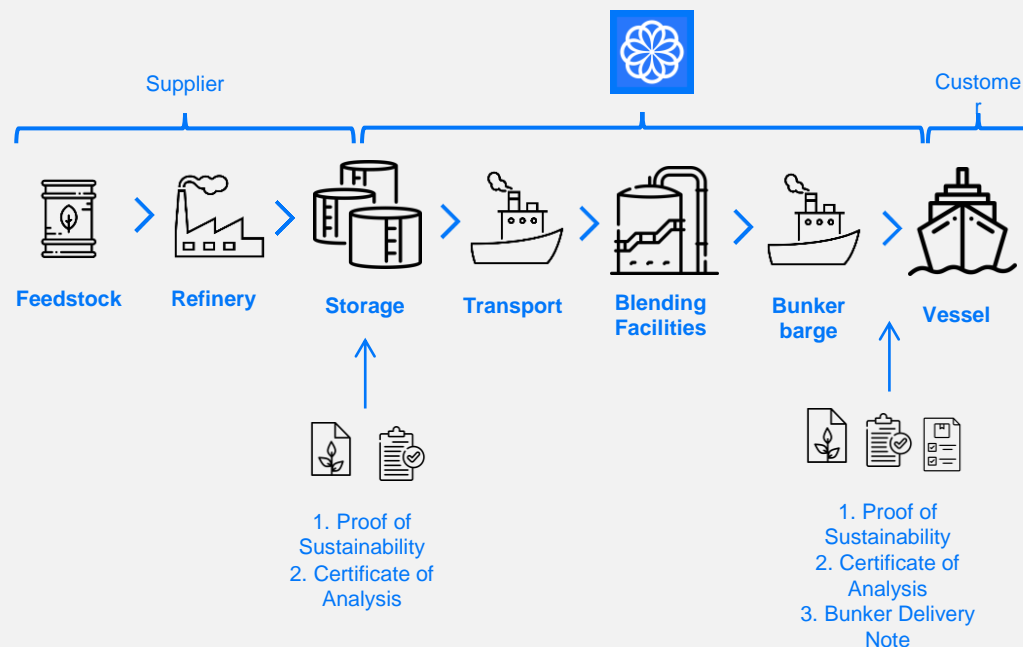 Supplier
Custome
r
Feedstock
Refinery
Storage
Transport
Blending
Facilities
Bunker
barge
Vessel
1. Proof of
Sustainability
2. Certificate of
Analysis
1. Proof of
Sustainability
2. Certificate of
Analysis
3. Bunker Delivery
Note